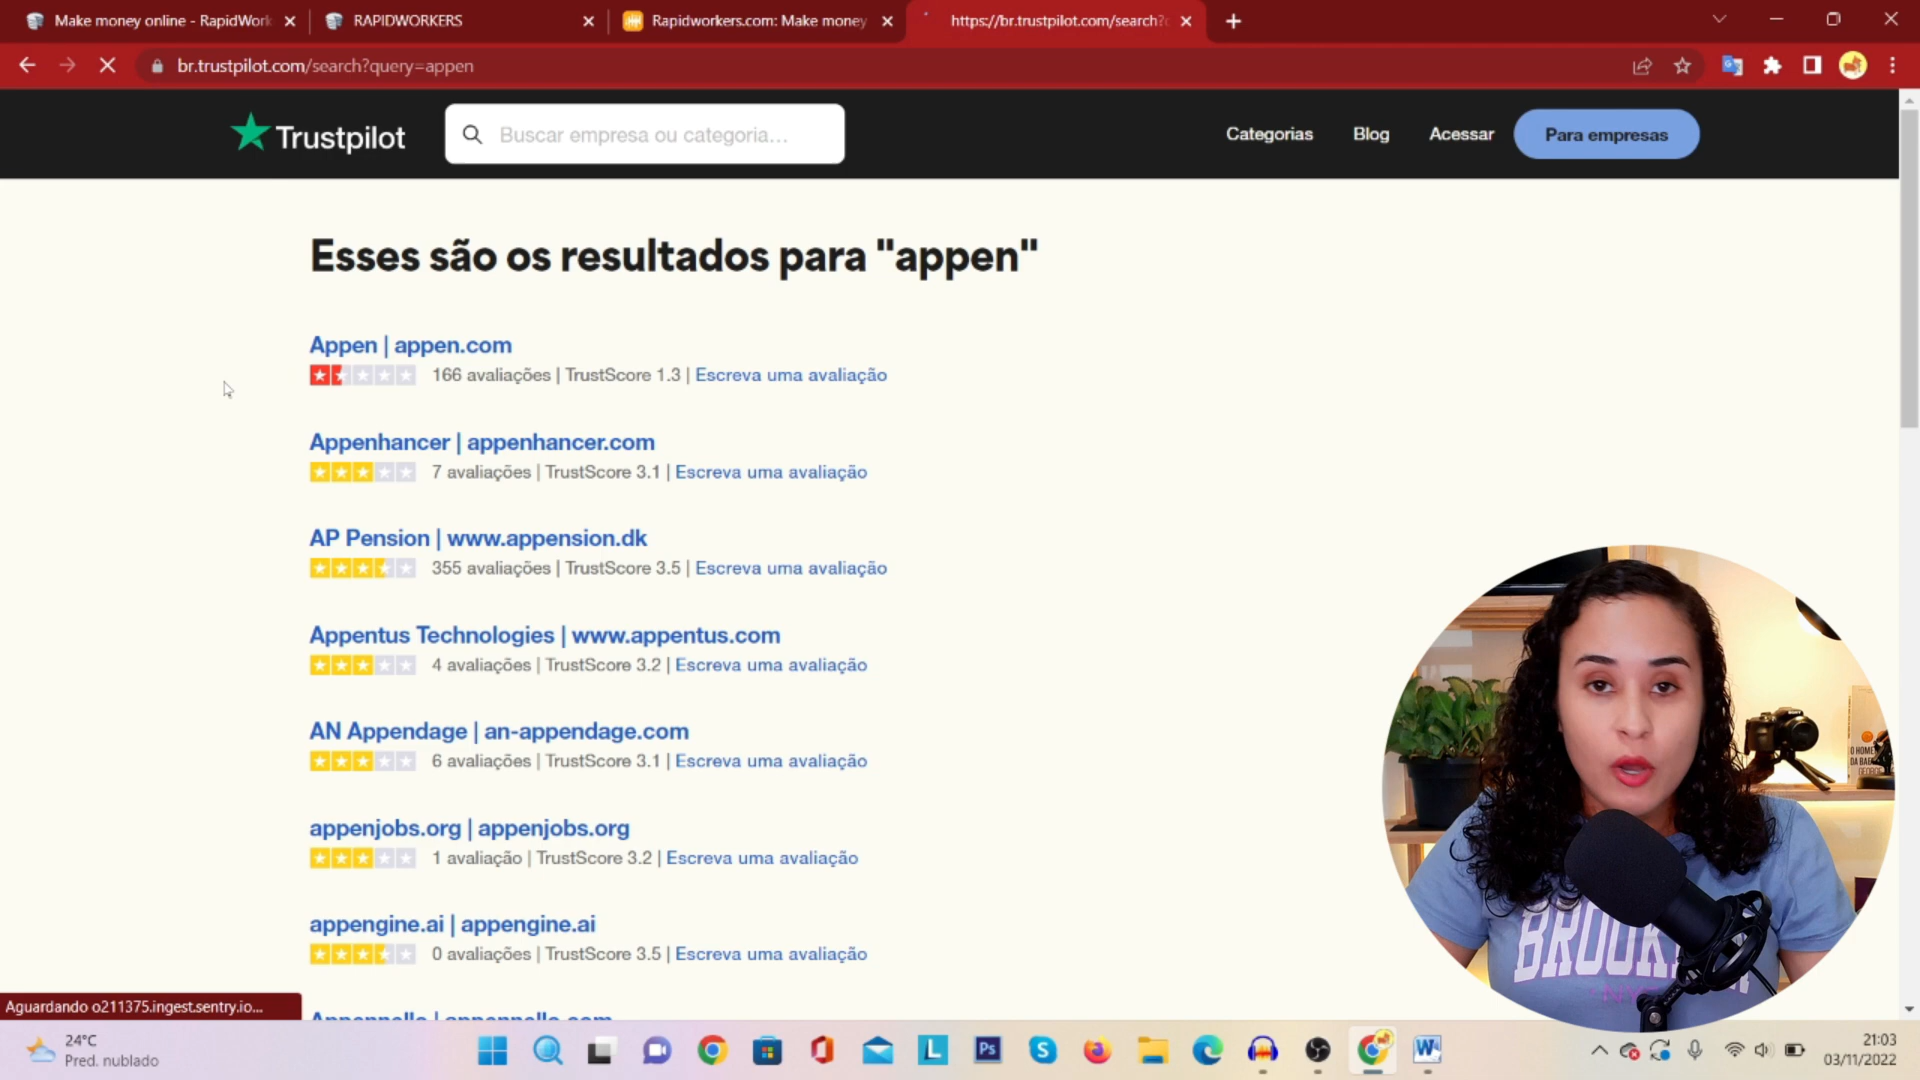 Make money online - RapidWork
RAPIDWORKERS
Rapidworkers.com: Make money
https://br.trustpilot.com/search?
br.trustpilot.com/search?query=appen
Trustpilot
Buscar empresa ou categoria...
Categorias
Blog
Acessar
Para empresas
Esses são os resultados para "appen"
Appen | appen.com
166 avaliações | TrustScore 1.3 | Escreva uma avaliação
Appenhancer | appenhancer.com
7 avaliações | TrustScore 3.1 | Escreva uma avaliação
AP Pension | www.appension.dk
355 avaliações | TrustScore 3.5 | Escreva uma avaliação
Appentus Technologies | www.appentus.com
4 avaliações | TrustScore 3.2 | Escreva uma avaliação
AN Appendage | an-appendage.com
6 avaliações | TrustScore 3.1 | Escreva uma avaliação
appenjobs.org | appenjobs.org
1 avaliação | TrustScore 3.2 | Escreva uma avaliação
appengine.ai | appengine.ai
0 avaliações | TrustScore 3.5 | Escreva uma avaliação
O HOME
DA BA
GEORGE
Aguardando o211375.ingest.sentry.io...
24°C
Pred. nublado
21:03
03/11/2022